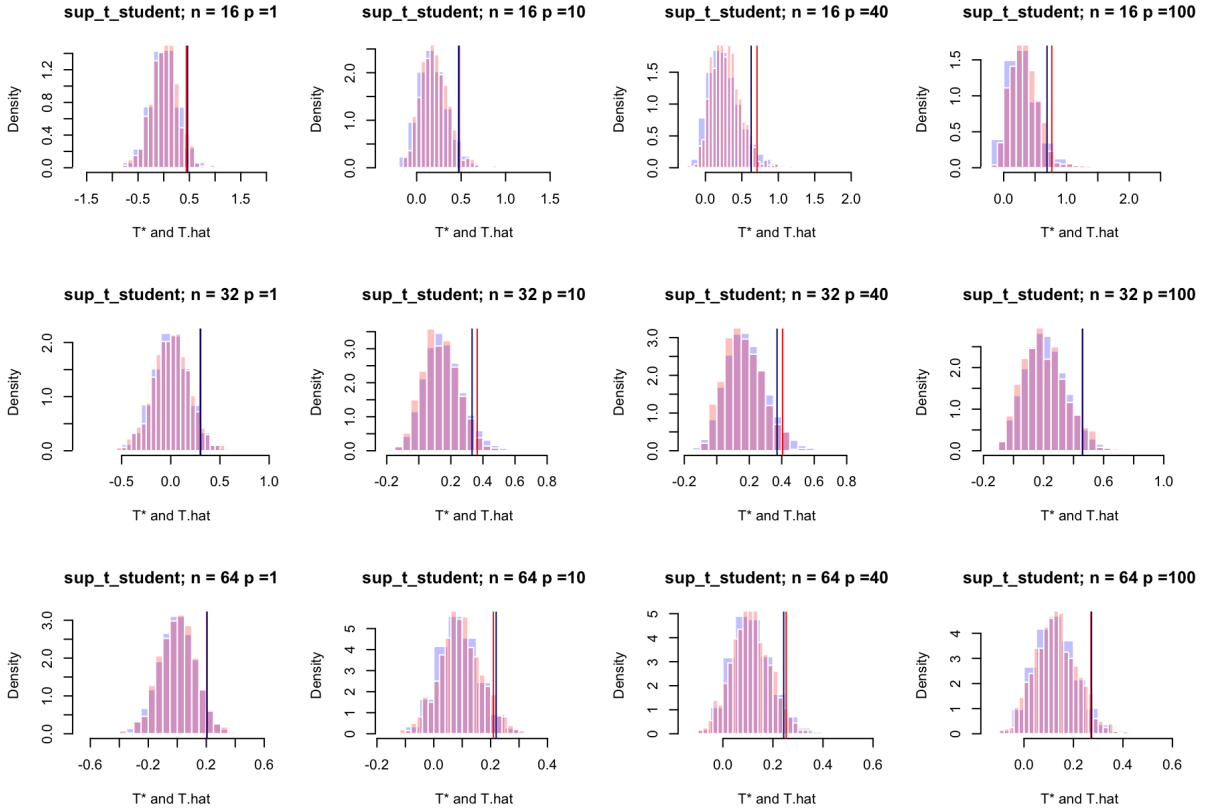 sup_t_student; n = 16 p =1
Density
0.0 0.4 0.8 1.2
-1.5 -0.5 0.5 1.5
T* and T.hat
sup_t_student; n = 16 p =10
Density
0.0 1.0 2.0
0.0 0.5 1.0 1.5
T* and T.hat
sup_t_student; n = 16 p =40
Density
0.0 0.5 1.0 1.5
0.0 0.5 1.0 1.5 2.0
T* and T.hat
sup_t_student; n = 16 p =100
Density
0.0 0.5 1.0 1.5
0.0 1.0 2.0
T* and T.hat
sup_t_student; n = 32 p =1
Density
0.0 1.0 2.0
-0.5 0.0 0.5 1.0
T* and T.hat
sup_t_student; n = 32 p =10
Density
0.0 1.0 2.0 3.0
-0.2 0.2 0.4 0.6 0.8
T* and T.hat
sup_t_student; n = 32 p =40
Density
0.0 1.0 2.0 3.0
-0.2 0.2 0.4 0.6 0.8
T* and T.hat
sup_t_student; n = 32 p =100
Density
0.0 1.0 2.0
-0.2 0.2 0.6 1.0
T* and T.hat
sup_t_student; n = 64 p =1
Density
0.0 1.0 2.0 3.0
-0.6 -0.2 0.2 0.6
T* and T.hat
sup_t_student; n = 64 p =10
Density
0 1 2 3 4 5
-0.2 0.0 0.2 0.4
T* and T.hat
sup_t_student; n = 64 p =40
Density
0 1 2 3 4 5
0.0 0.2 0.4 0.6
T* and T.hat
sup_t_student; n = 64 p =100
Density
0 1 2 3 4
0.0 0.2 0.4 0.6
T* and T.hat